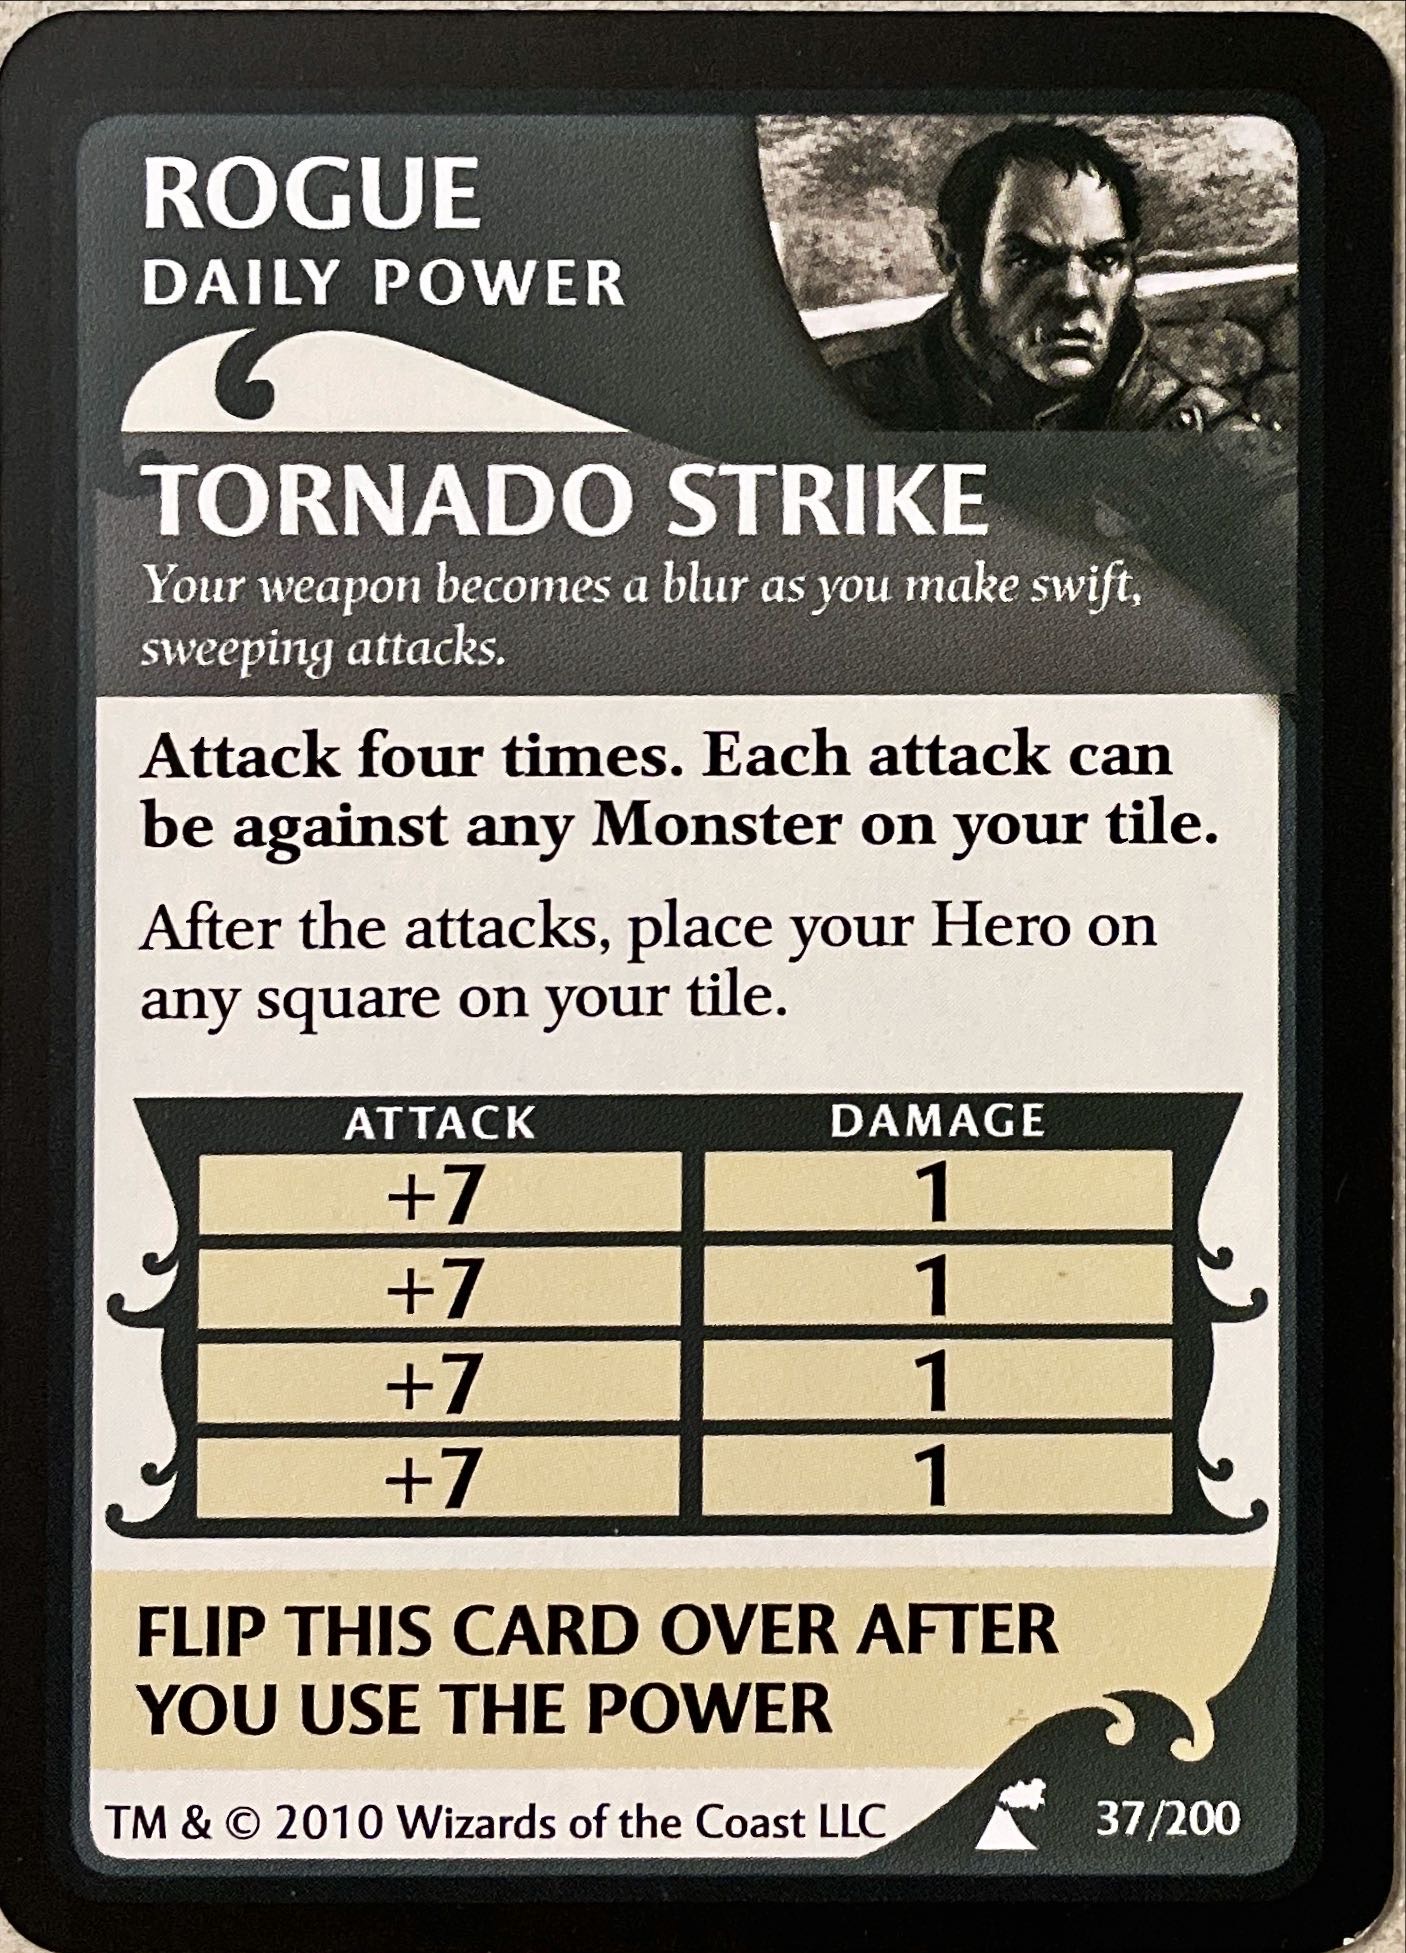 ROGUE
DAILY POWER
TORNADO STRIKE
Your weapon becomes a blur as you make swift,
sweeping attacks.
Attack four times. Each attack can
be against any Monster on your tile.
After the attacks, place your Hero on
any square on your tile.
ATTACK DAMAGE
+7 1
+7 1
+7 1
+7 1
FLIP THIS CARD OVER AFTER
YOU USE THE POWER
TM & © 2010 Wizards of the Coast LLC 37/200